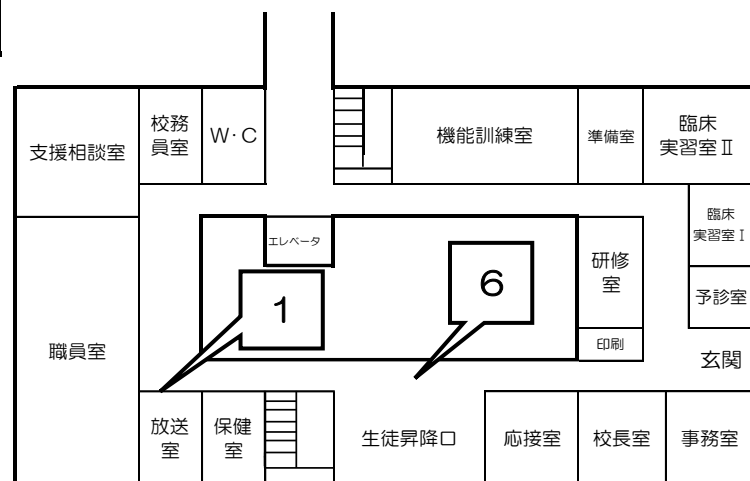 支援相談室
校務
員室
W・C
機能訓練室
準備室
臨床
実習室Ⅱ
エレベータ
臨床
実習室Ⅰ
研修
室
予診室
1
6
職員室
印刷
玄関
放送
室
保健
室
生徒昇降口
応接室
校長室
事務室